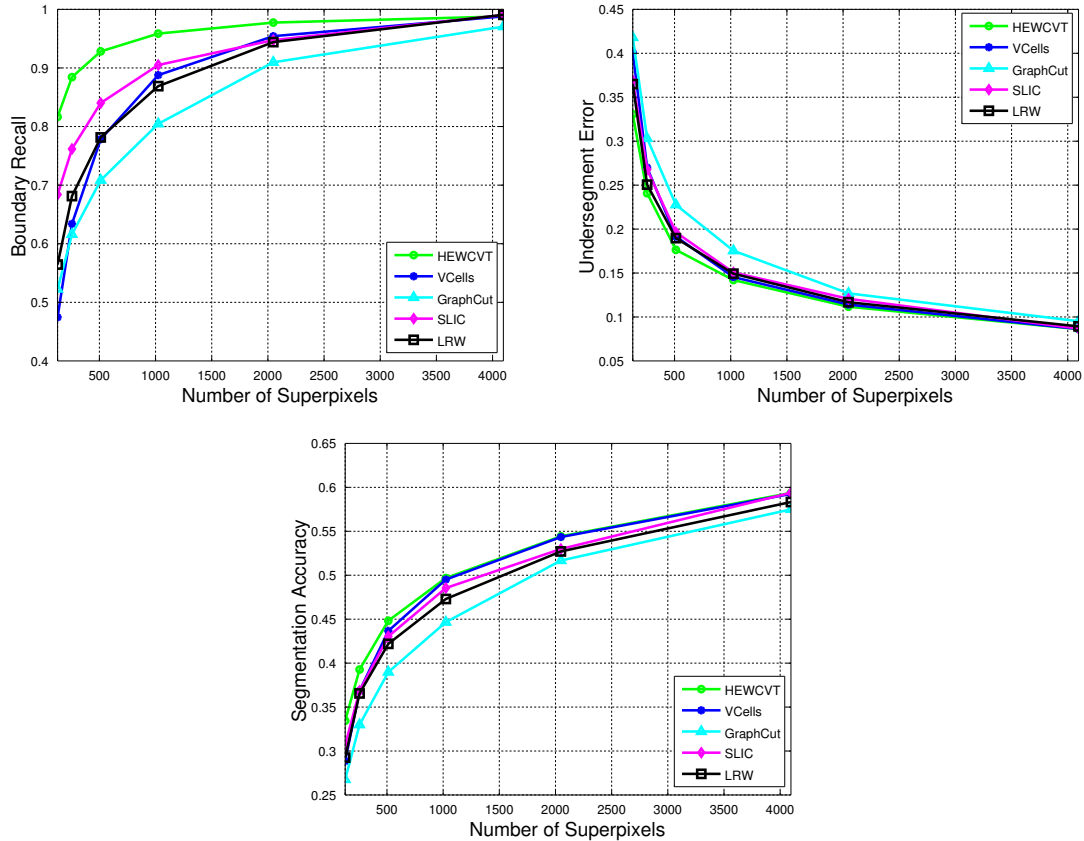 1
0.9
0.8
0.7
0.6
0.5
0.4
Boundary Recall
500 1000 1500 2000 2500 3000 3500 4000
Number of Superpixels
HEWCVT
VCells
GraphCut
SLIC
LRW
0.45
0.4
0.35
0.3
0.25
0.2
0.15
0.1
0.05
Undersegment Error
500 1000 1500 2000 2500 3000 3500 4000
Number of Superpixels
HEWCVT
VCells
GraphCut
SLIC
LRW
0.65
0.6
0.55
0.5
0.45
0.4
0.35
0.3
0.25
Segmentation Accuracy
500 1000 1500 2000 2500 3000 3500 4000
Number of Superpixels
HEWCVT
VCells
GraphCut
SLIC
LRW